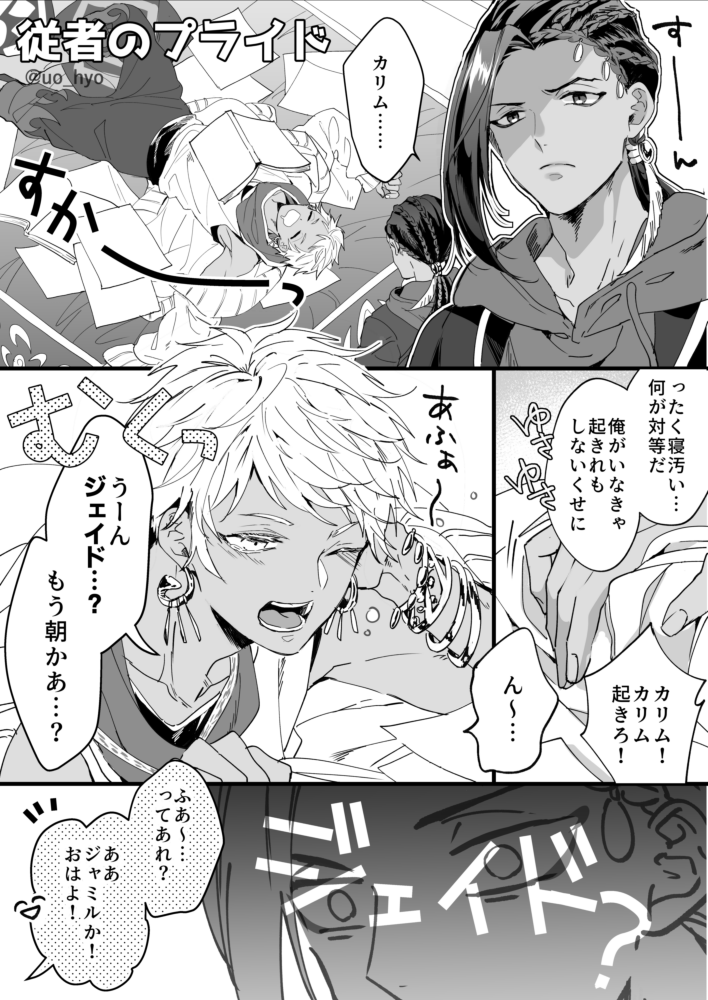 従者のプライド
@uo_hyo
すーーん
カリム……
すかーーっ
ったく寝汚い…
何が対等だ
俺がいなきゃ
起きれも
しないくせに
ゆさ
ゆさ
カリム！
カリム
起きろ！
ん～…
あふぁ～
むくっ
うーん
ジェイド…？
もう朝かあ…？
ジェイド？
ふあ～…
ってあれ？
ああ
ジャミルか！
おはよ！